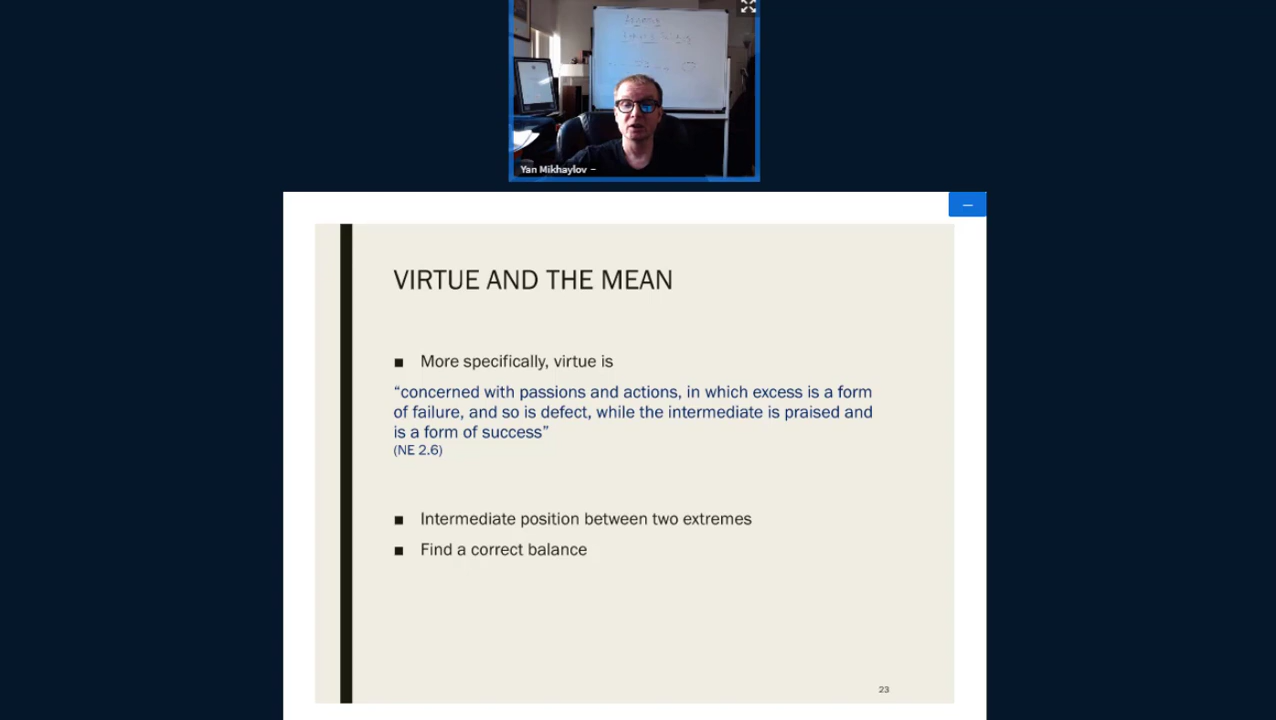 Yan Mikhaylov –
VIRTUE AND THE MEAN
■ More specifically, virtue is
“concerned with passions and actions, in which excess is a form
of failure, and so is defect, while the intermediate is praised and
is a form of success”
(NE 2.6)
■ Intermediate position between two extremes
■ Find a correct balance
23